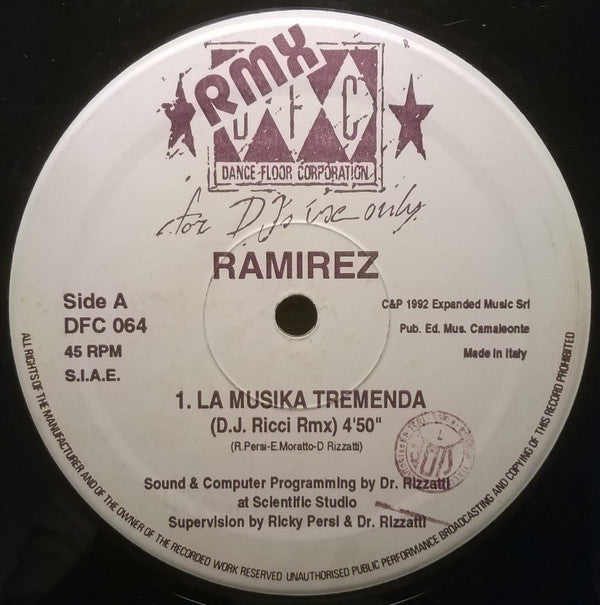 RMX
DFC
DANCE FLOOR CORPORATION
for DJs use only
RAMIREZ
Side A
DFC 064
45 RPM
S.I.A.E.
C&P 1992 Expanded Music Srl
Pub. Ed. Mus. Camaleonte
Made in Italy
1. LA MUSIKA TREMENDA
(D.J. Ricci Rmx) 4'50"
(R.Persi-E.Moratto-D Rizzatti)
Sound & Computer Programming by Dr. Rizzatti
at Scientific Studio
Supervision by Ricky Persi & Dr. Rizzatti
ALL RIGHTS OF THE MANUFACTURER AND OF THE OWNER OF THE RECORDED WORK RESERVED UNAUTHORISED PUBLIC PERFORMANCE BROADCASTING AND COPYING OF THIS RECORD PROHIBITED